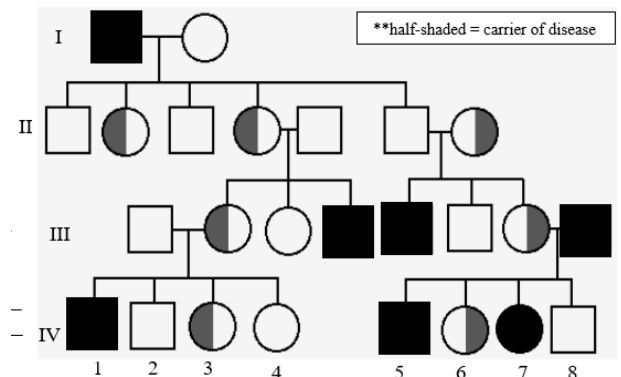 **half-shaded = carrier of disease
I
II
III
IV
1 2 3 4 5 6 7 8